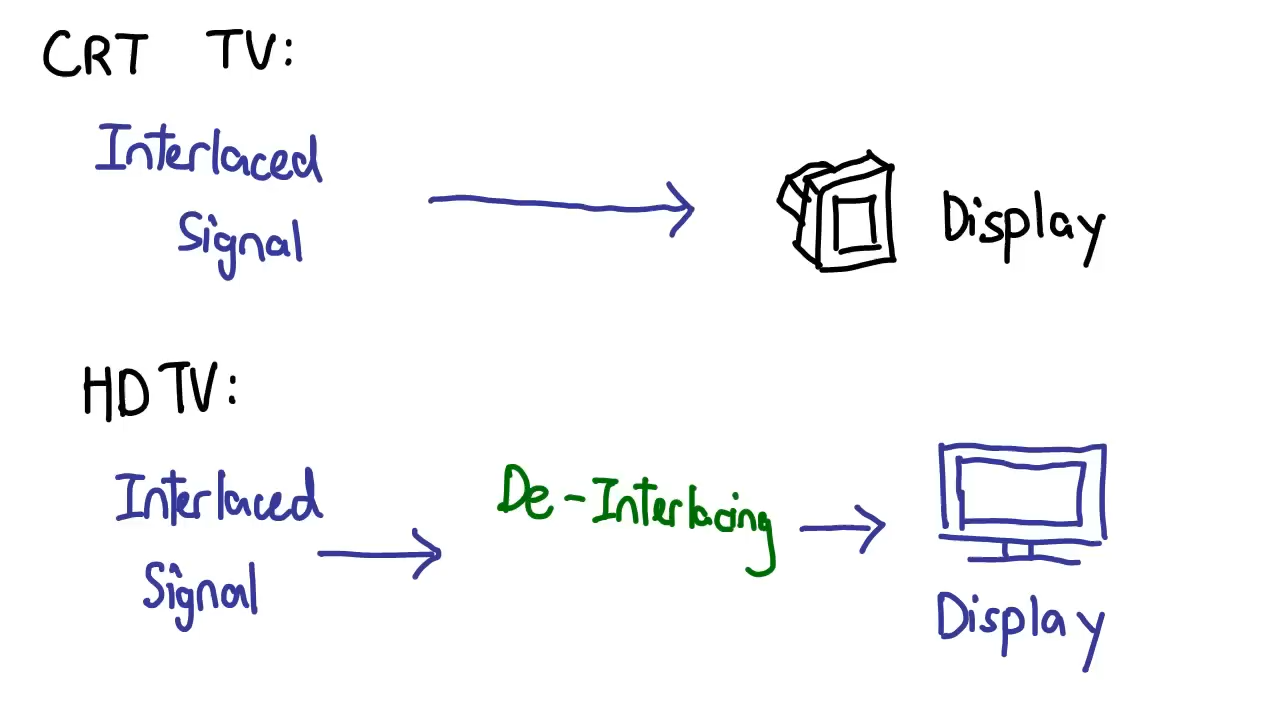 CRT TV:
Interlaced
Signal
Display
HDTV:
Interlaced
Signal
De-Interlacing
Display